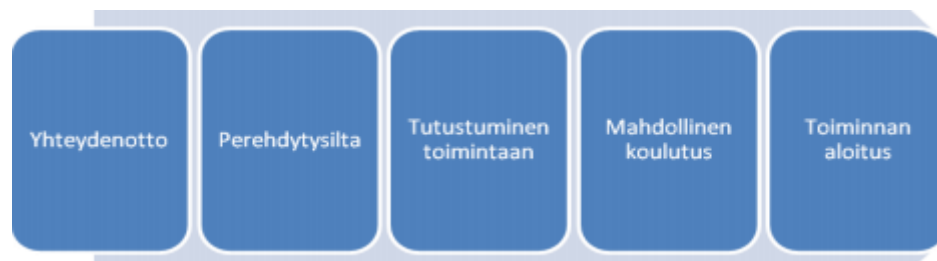 Yhteydenotto
Perehdytysilta
Tutustuminen
toimintaan
Mahdollinen
koulutus
Toiminnan
aloitus